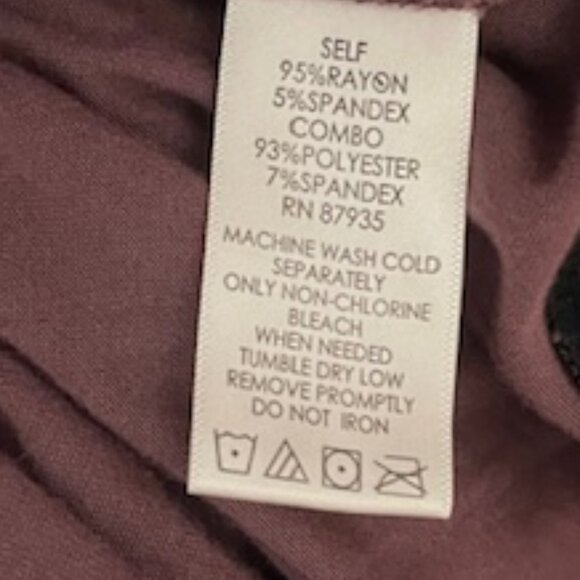 SELF
95%RAYON
5%SPANDEX
COMBO
93%POLYESTER
7%SPANDEX
RN 87935
MACHINE WASH COLD
SEPARATELY
ONLY NON-CHLORINE
BLEACH
WHEN NEEDED
TUMBLE DRY LOW
REMOVE PROMPTLY
DO NOT IRON